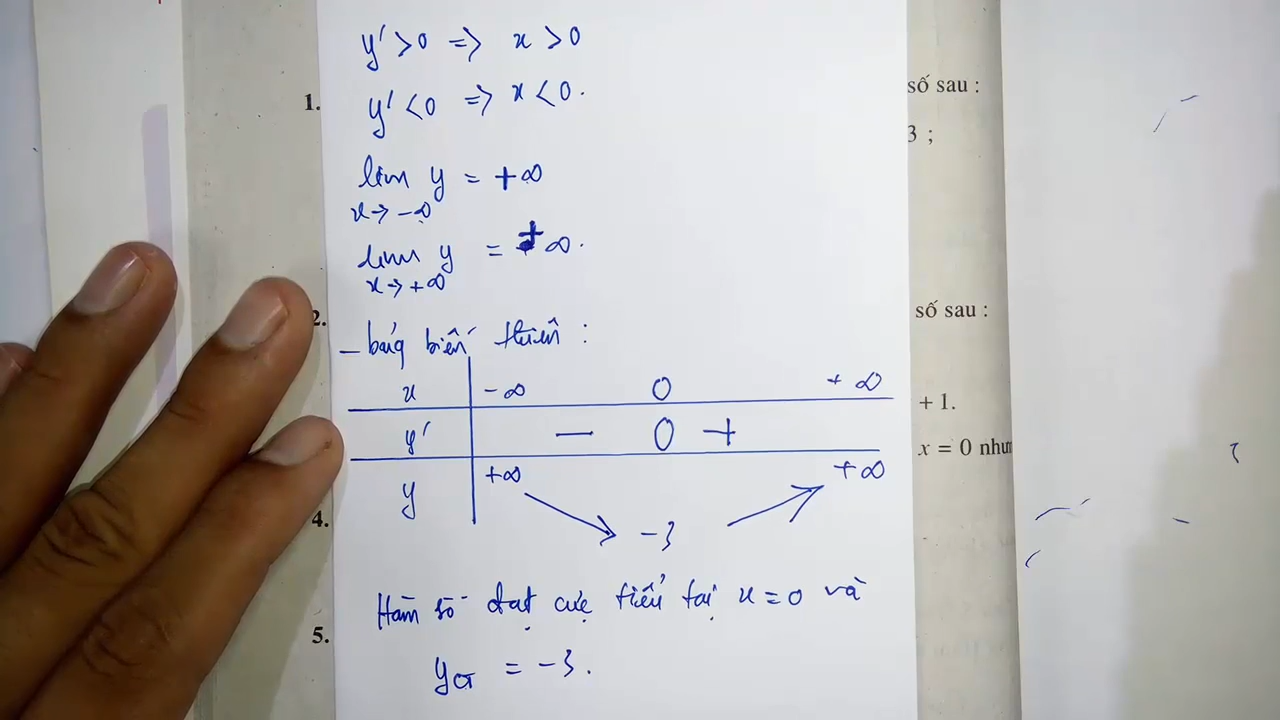 y' > 0 => x > 0
y' < 0 => x < 0.
lim y = +∞
x → -∞
lim y = +∞.
x → +∞
- bảng biến thiên :
x -∞ 0 +∞
y' − 0 +
y +∞ -3 +∞
Hàm số đạt cực tiểu tại x = 0 và
yCT = -3.
1.
2.
4.
5.
số sau :
3 ;
số sau :
+ 1.
x = 0